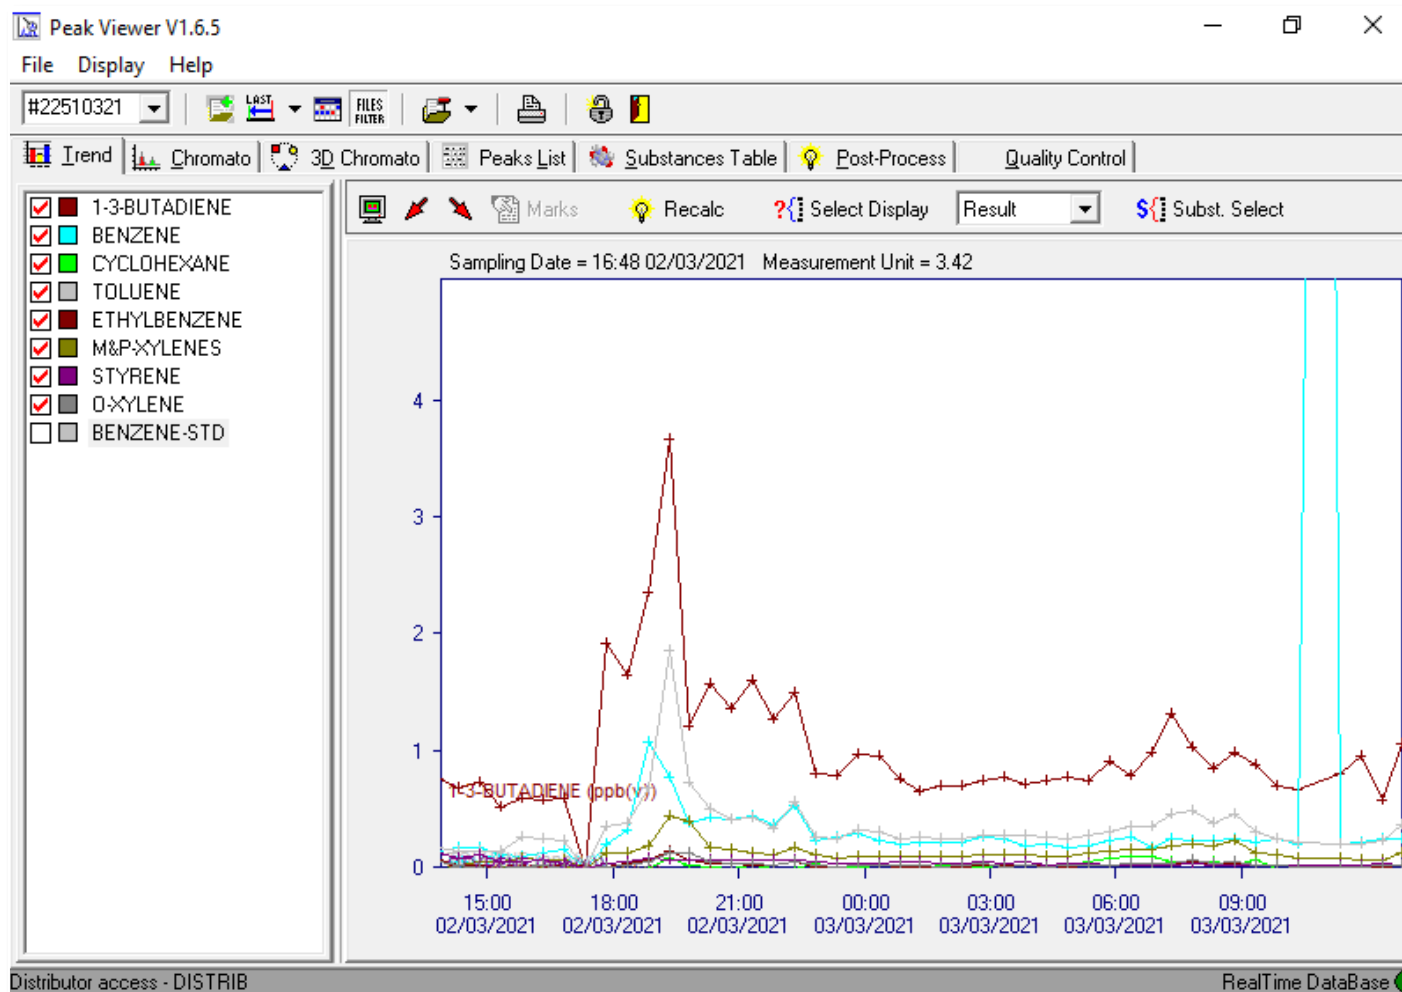 Peak Viewer V1.6.5
File Display Help
#22510321 LAST FILES FILTER
Trend Chromato 3D Chromato Peaks List Substances Table Post-Process Quality Control
1-3-BUTADIENE
BENZENE
CYCLOHEXANE
TOLUENE
ETHYLBENZENE
M&P-XYLENES
STYRENE
O-XYLENE
BENZENE-STD
Marks Recalc ?{ Select Display Result ${ Subst. Select
Sampling Date = 16:48 02/03/2021 Measurement Unit = 3.42
4
3
2
1
1-3-BUTADIENE (ppb(v))
0
15:00 18:00 21:00 00:00 03:00 06:00 09:00
02/03/2021 02/03/2021 02/03/2021 03/03/2021 03/03/2021 03/03/2021 03/03/2021
Distributor access - DISTRIB RealTime DataBase